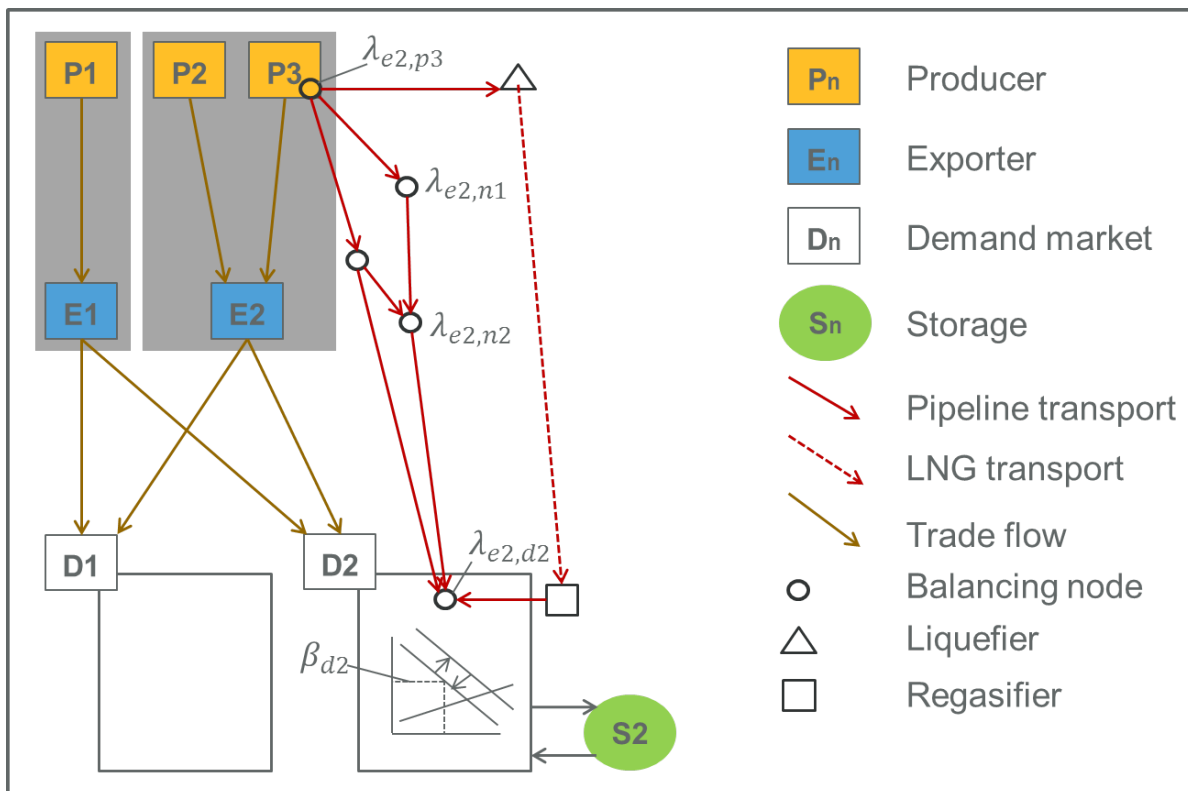 P1
P2
P3
λe2,p3
λe2,n1
E1
E2
λe2,n2
D1
D2
λe2,d2
βd2
S2
Pn Producer
En Exporter
Dn Demand market
Sn Storage
Pipeline transport
LNG transport
Trade flow
Balancing node
Liquefier
Regasifier